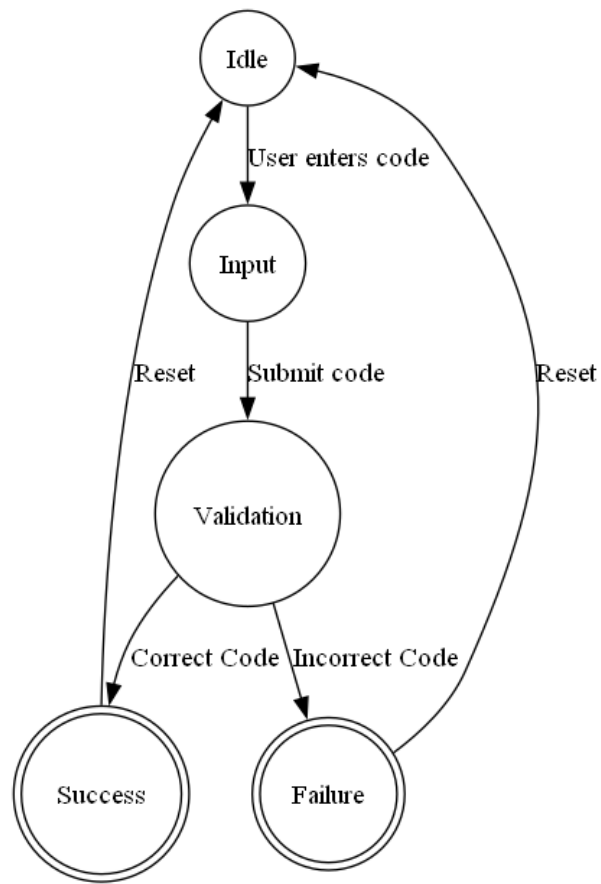 Idle
User enters code
Input
Reset
Submit code
Reset
Validation
Correct Code
Incorrect Code
Success
Failure